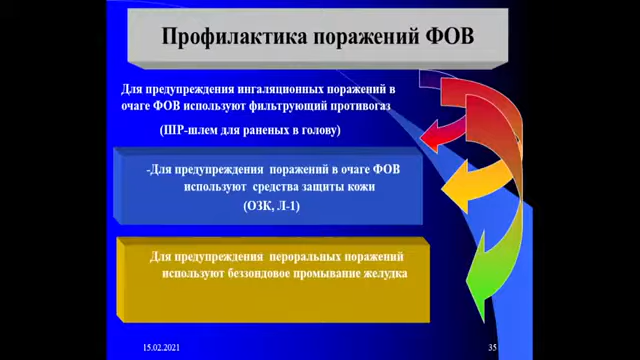 Профилактика поражений ФОВ
Для предупреждения ингаляционных поражений в
очаге ФОВ используют фильтрующий противогаз
(ШР-шлем для раненых в голову)
-Для предупреждения поражений в очаге ФОВ
используют средства защиты кожи
(ОЗК, Л-1)
Для предупреждения пероральных поражений
используют беззондовое промывание желудка
15.02.2021
35